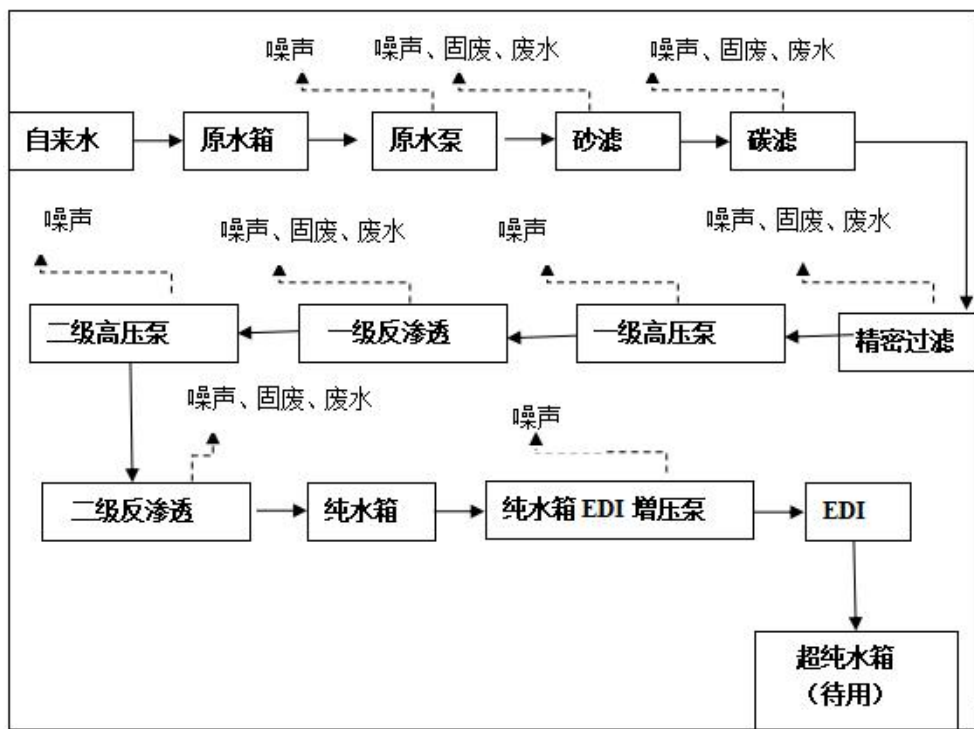 噪声
噪声、固废、废水
噪声、固废、废水
自来水
原水箱
原水泵
砂滤
碳滤
噪声
噪声、固废、废水
噪声
噪声、固废、废水
二级高压泵
一级反渗透
一级高压泵
精密过滤
噪声、固废、废水
噪声
二级反渗透
纯水箱
纯水箱 EDI 增压泵
EDI
超纯水箱
（待用）